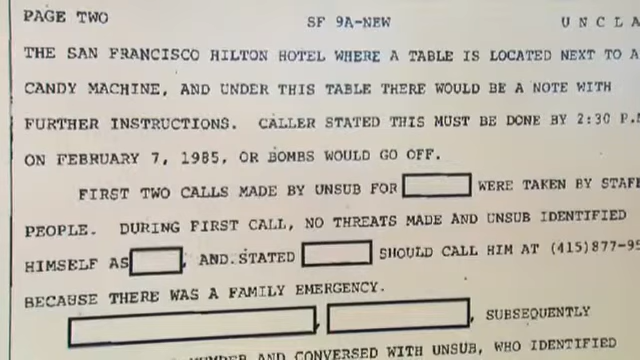 PAGE TWO SF 9A-NEW U N C L A
THE SAN FRANCISCO HILTON HOTEL WHERE A TABLE IS LOCATED NEXT TO A
CANDY MACHINE, AND UNDER THIS TABLE THERE WOULD BE A NOTE WITH
FURTHER INSTRUCTIONS. CALLER STATED THIS MUST BE DONE BY 2:30 P.M
ON FEBRUARY 7, 1985, OR BOMBS WOULD GO OFF.
FIRST TWO CALLS MADE BY UNSUB FOR WERE TAKEN BY STAFF
PEOPLE. DURING FIRST CALL, NO THREATS MADE AND UNSUB IDENTIFIED
HIMSELF AS , AND STATED SHOULD CALL HIM AT (415)877-95
BECAUSE THERE WAS A FAMILY EMERGENCY.
, , SUBSEQUENTLY
NUMBER AND CONVERSED WITH UNSUB, WHO IDENTIFIED